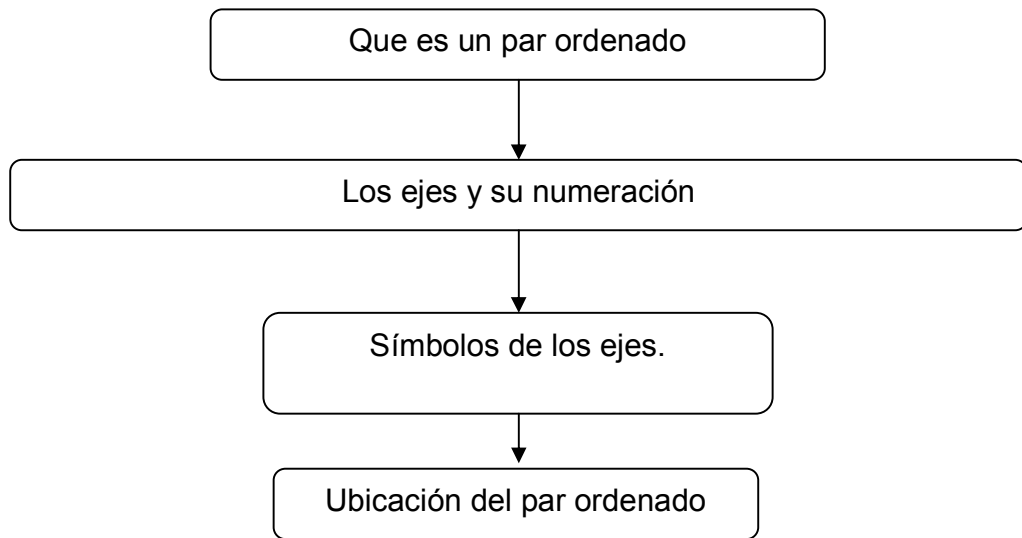 Que es un par ordenado
Los ejes y su numeración
Símbolos de los ejes.
Ubicación del par ordenado